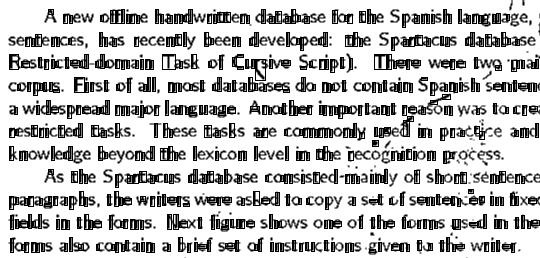 A new offline handwritten database for the Spanish language,
sentences, has recently been developed: the Spartacus database
Restricted-domain Task of Cursive Script). There were two
corpus. First of all, most databases do not contain Spanish
a widespread major language. Another important reason was to
restricted tasks. These tasks are commonly used in practice and
knowledge beyond the lexicon level in the recognition process.
As the Spartacus database consisted mainly of short sentence
paragraphs, the writers were asked to copy a set of sentences in
fields in the forms. Next figure shows one of the forms used in the
forms also contain a brief set of instructions given to the writer.